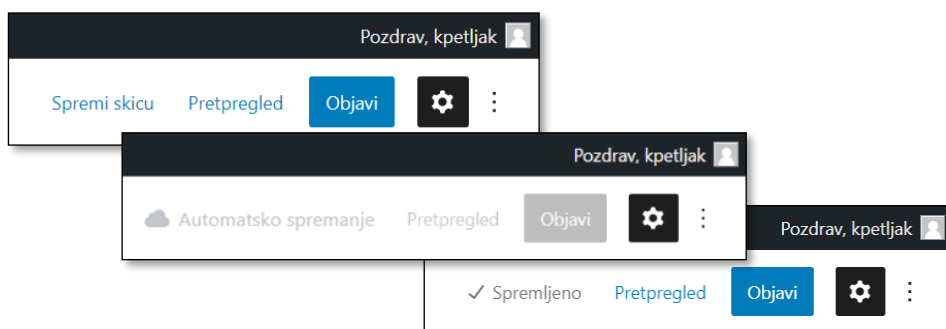 Pozdrav, kpetljak
Spremi skicu Pretpregled Objavi
Pozdrav, kpetljak
Automatsko spremanje Pretpregled Objavi
Pozdrav, kpetljak
Spremljeno Pretpregled Objavi